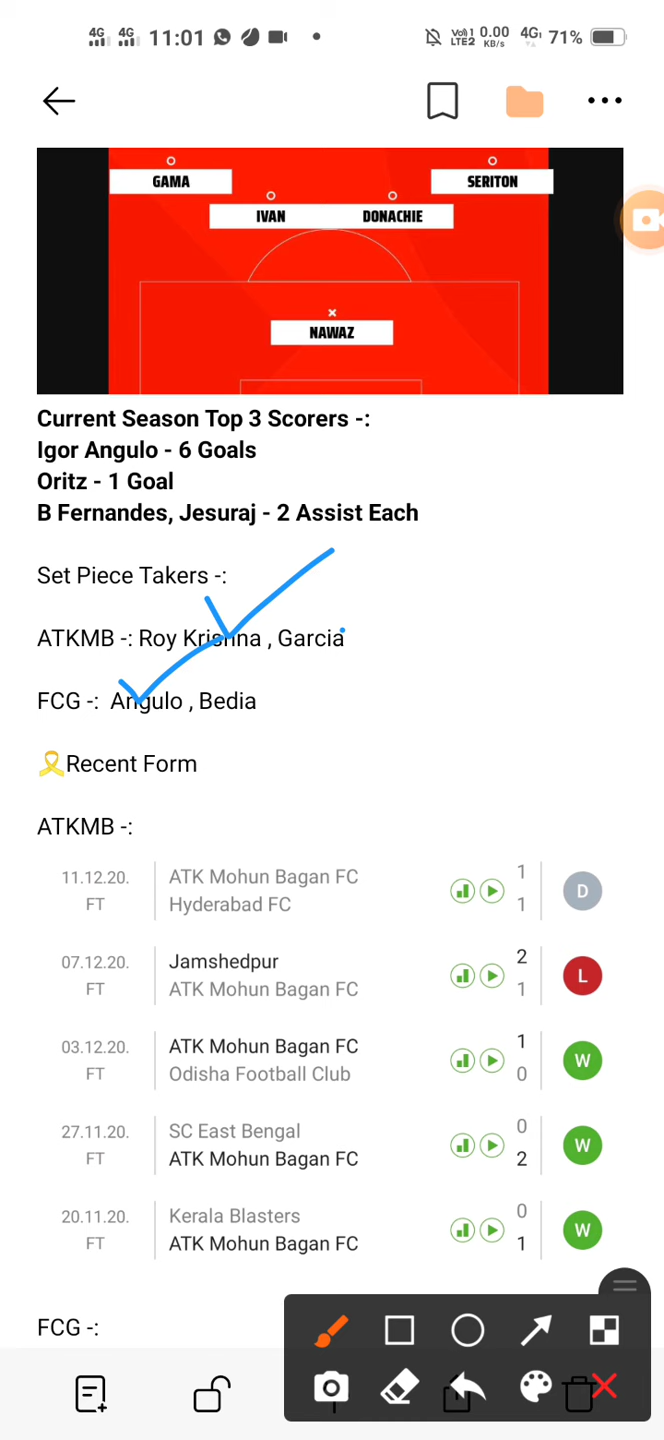 4G 4G 11:01 Vo) 1 LTE2 0.00 KB/s 4G 71%
GAMA SERITON
IVAN DONACHIE
NAWAZ
Current Season Top 3 Scorers -:
Igor Angulo - 6 Goals
Oritz - 1 Goal
B Fernandes, Jesuraj - 2 Assist Each
Set Piece Takers -:
ATKMB -: Roy Krishna , Garcia
FCG -: Angulo , Bedia
Recent Form
ATKMB -:
11.12.20. ATK Mohun Bagan FC 1
FT Hyderabad FC 1 D
07.12.20. Jamshedpur 2
FT ATK Mohun Bagan FC 1 L
03.12.20. ATK Mohun Bagan FC 1
FT Odisha Football Club 0 W
27.11.20. SC East Bengal 0
FT ATK Mohun Bagan FC 2 W
20.11.20. Kerala Blasters 0
FT ATK Mohun Bagan FC 1 W
FCG -: